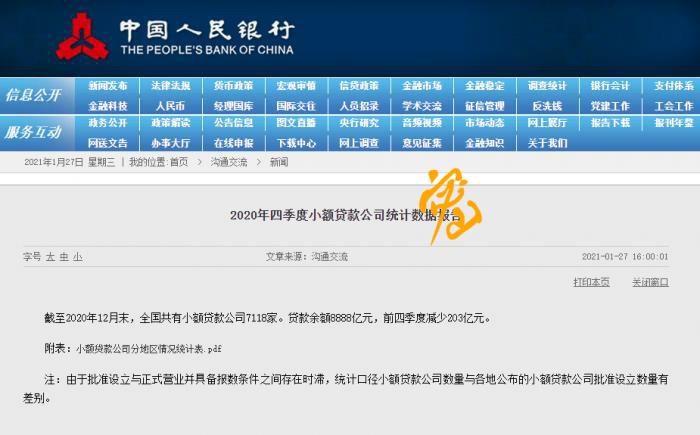 中国人民银行
THE PEOPLE'S BANK OF CHINA
信息公开 新闻发布 法律法规 货币政策 宏观审慎 信贷政策 金融市场 金融稳定 调查统计 银行会计 支付体系
金融科技 人民币 经理国库 国际交往 人员招录 学术交流 征信管理 反洗钱 党建工作 工会工作
服务互动 政务公开 政策解读 公告信息 图文直播 央行研究 音频视频 市场动态 网上展厅 报告下载 报刊年鉴
网送文告 办事大厅 在线申报 下载中心 网上调查 意见征集 金融知识 关于我们
2021年1月27日 星期三 | 我的位置:首页 > 沟通交流 > 新闻
2020年四季度小额贷款公司统计数据报告
字号 大 中 小 文章来源：沟通交流 2021-01-27 16:00:01
打印本页 关闭窗口
截至2020年12月末，全国共有小额贷款公司7118家。贷款余额8888亿元，前四季度减少203亿元。
附表：小额贷款公司分地区情况统计表.pdf
注：由于批准设立与正式营业并具备报数条件之间存在时滞，统计口径小额贷款公司数量与各地公布的小额贷款公司批准设立数量有
差别。